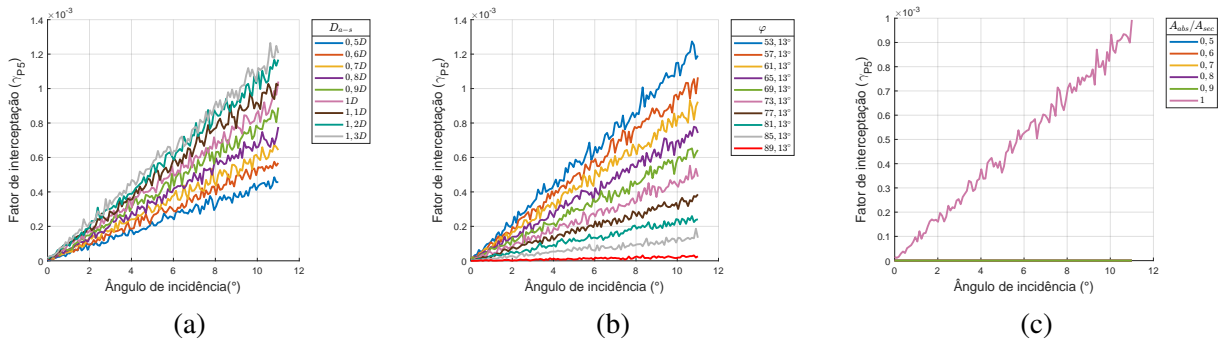 ×10⁻³
1.4
1.2
1
0.8
0.6
0.4
0.2
0
0 2 4 6 8 10 12
Fator de interceptação (γP5)
Ângulo de incidência(°)
D_{a−s}
0,5D
0,6D
0,7D
0,8D
0,9D
1D
1,1D
1,2D
1,3D
(a)
×10⁻³
1.4
1.2
1
0.8
0.6
0.4
0.2
0
0 2 4 6 8 10 12
Fator de interceptação (γP5)
Ângulo de incidência (°)
φ
53,13°
57,13°
61,13°
65,13°
69,13°
73,13°
77,13°
81,13°
85,13°
89,13°
(b)
×10⁻³
1
0.9
0.8
0.7
0.6
0.5
0.4
0.3
0.2
0.1
0
0 2 4 6 8 10 12
Fator de interceptação (γP5)
Ângulo de incidência (°)
A_{abs}/A_{sec}
0,5
0,6
0,7
0,8
0,9
1
(c)